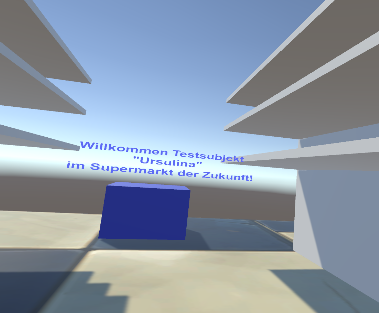 Willkommen Testsubjekt
"Ursulina"
im Supermarkt der Zukunft!